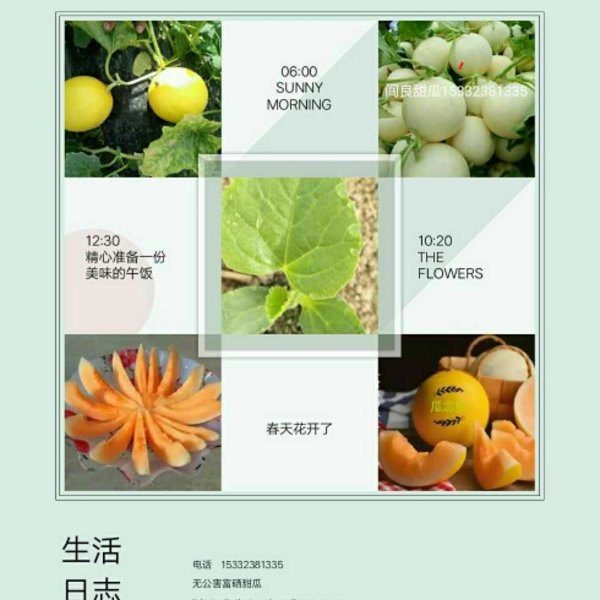 06:00
SUNNY
MORNING
阎良甜瓜15332391335
12:30
精心准备一份
美味的午饭
10:20
THE
FLOWERS
春天花开了
生活
日志
电话 15332381335
无公害富硒甜瓜